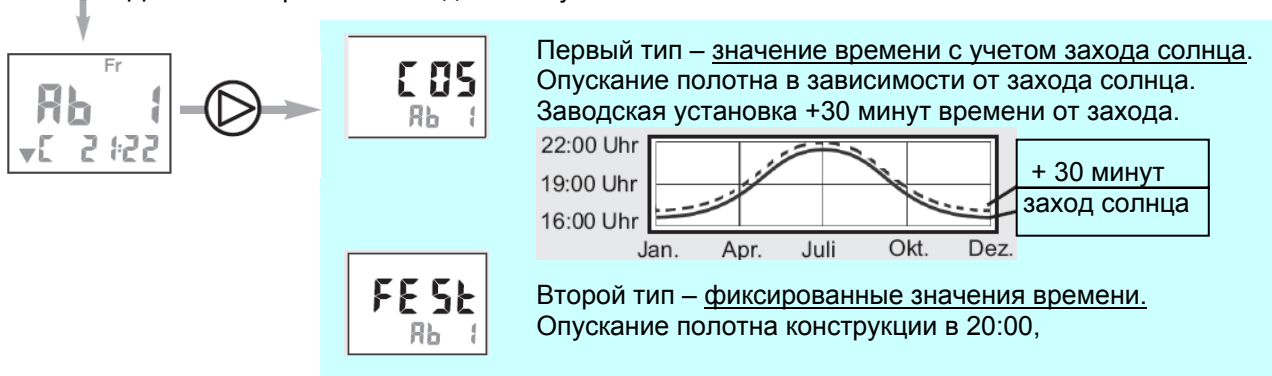 Fr
Ab 1
C 21:22
COS
Ab 1
Первый тип – значение времени с учетом захода солнца.
Опускание полотна в зависимости от захода солнца.
Заводская установка +30 минут времени от захода.
22:00 Uhr
19:00 Uhr
16:00 Uhr
Jan. Apr. Juli Okt. Dez.
+ 30 минут
заход солнца
FESt
Ab 1
Второй тип – фиксированные значения времени.
Опускание полотна конструкции в 20:00,